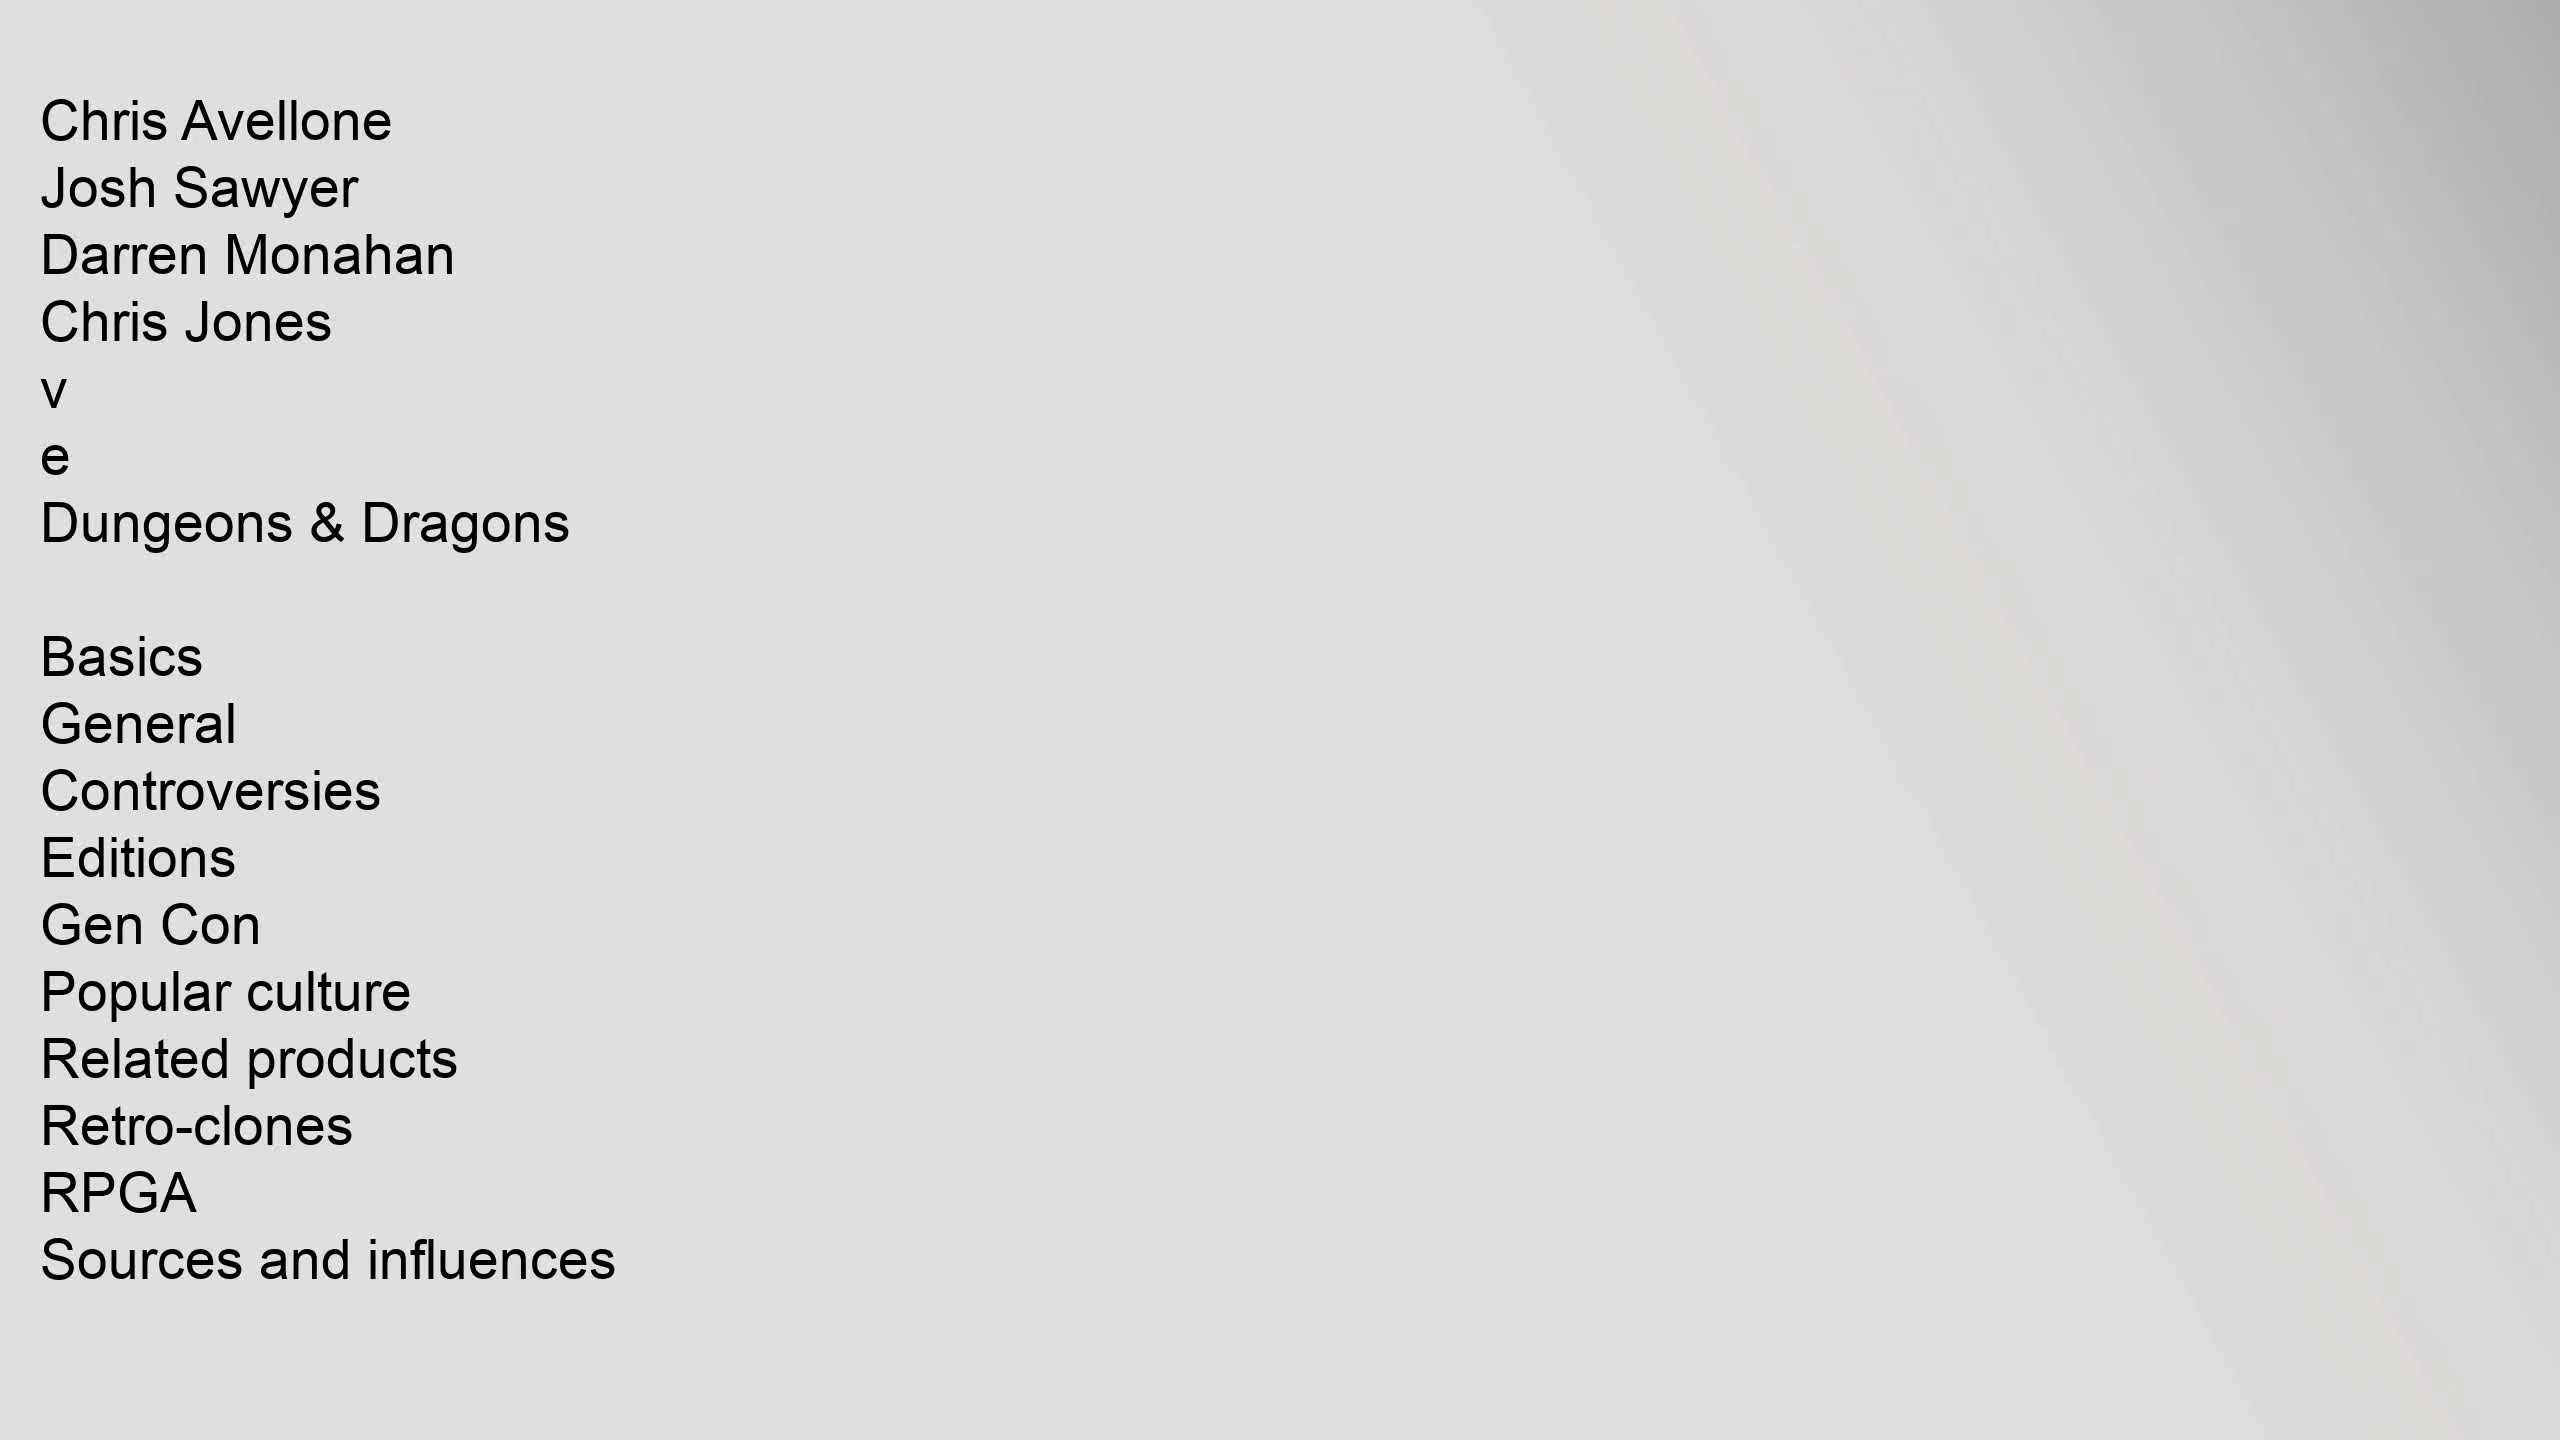 Chris Avellone
Josh Sawyer
Darren Monahan
Chris Jones
v
e
Dungeons & Dragons
Basics
General
Controversies
Editions
Gen Con
Popular culture
Related products
Retro-clones
RPGA
Sources and influences